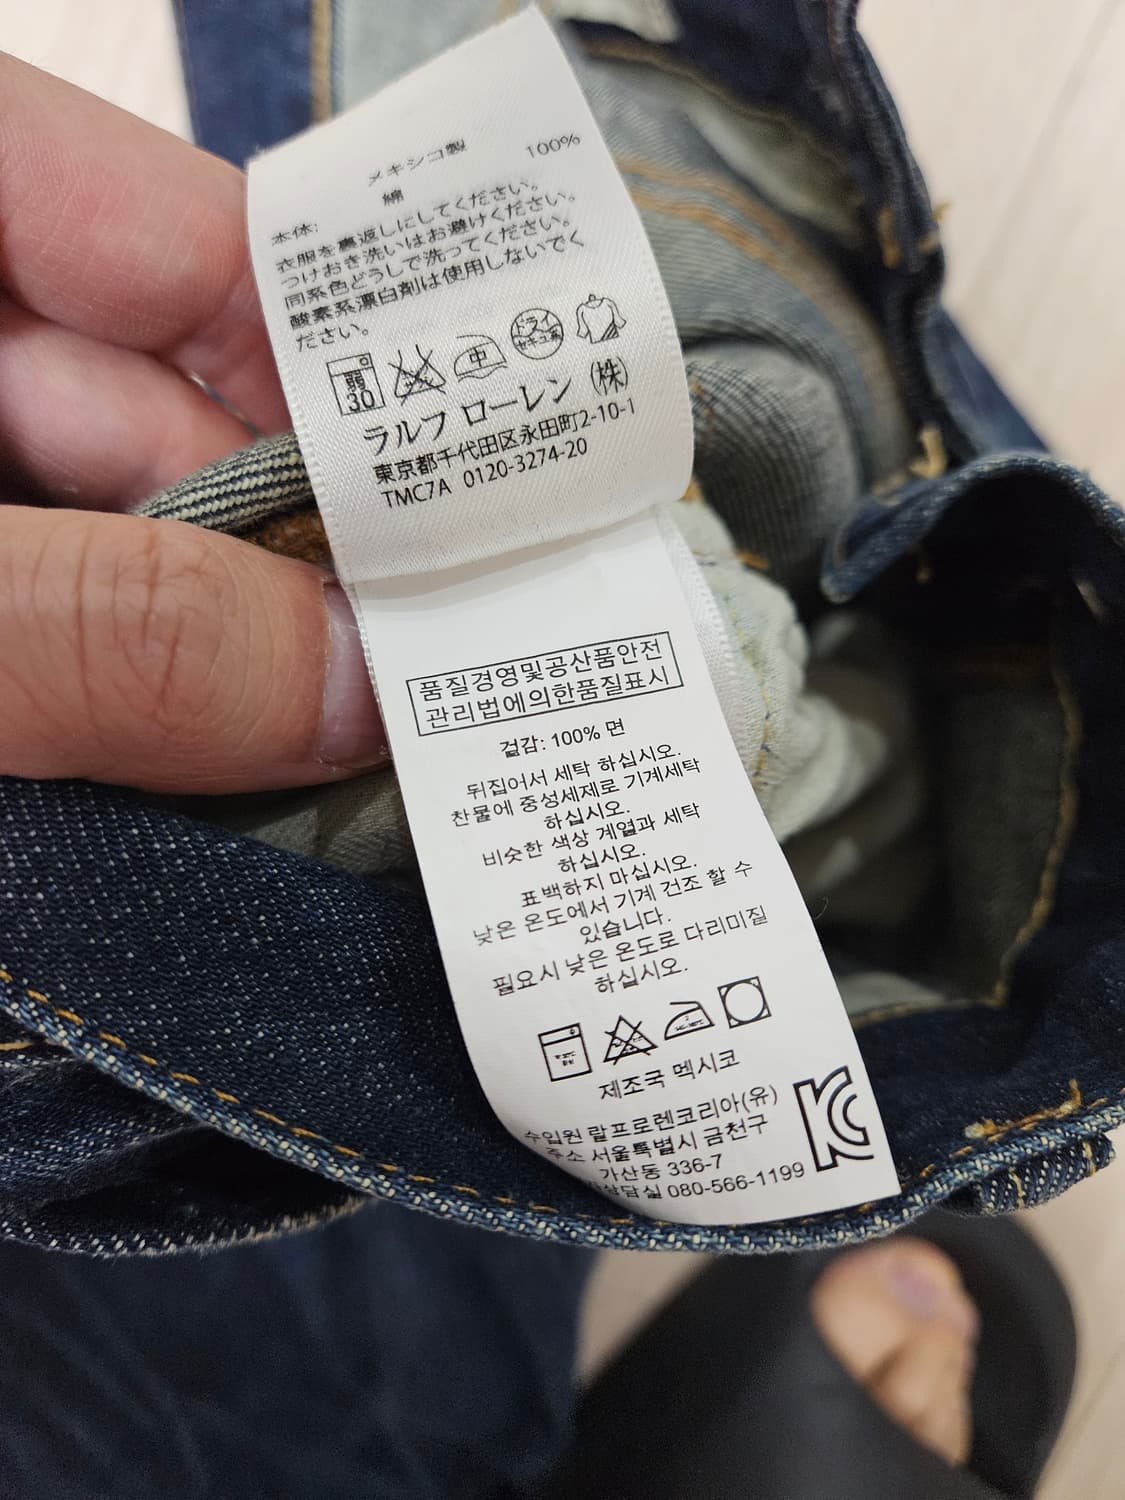 メキシコ製
本体: 綿 100%
衣服を裏返しにしてください。
つけおき洗いはお避けください。
同系色どうしで洗ってください。
酸素系漂白剤は使用しないでく
ださい。
弱 30 中 ドライ セキユ系
ラルフ ローレン (株)
東京都千代田区永田町2-10-1
TMC7A 0120-3274-20
품질경영및공산품안전
관리법에의한품질표시
겉감: 100% 면
뒤집어서 세탁 하십시오.
찬물에 중성세제로 기계세탁
하십시오.
비슷한 색상 계열과 세탁
하십시오.
표백하지 마십시오.
낮은 온도에서 기계 건조 할 수
있습니다.
필요시 낮은 온도로 다리미질
하십시오.
제조국 멕시코
수입원 랄프로렌코리아(유)
주소 서울특별시 금천구
가산동 336-7
상담실 080-566-1199